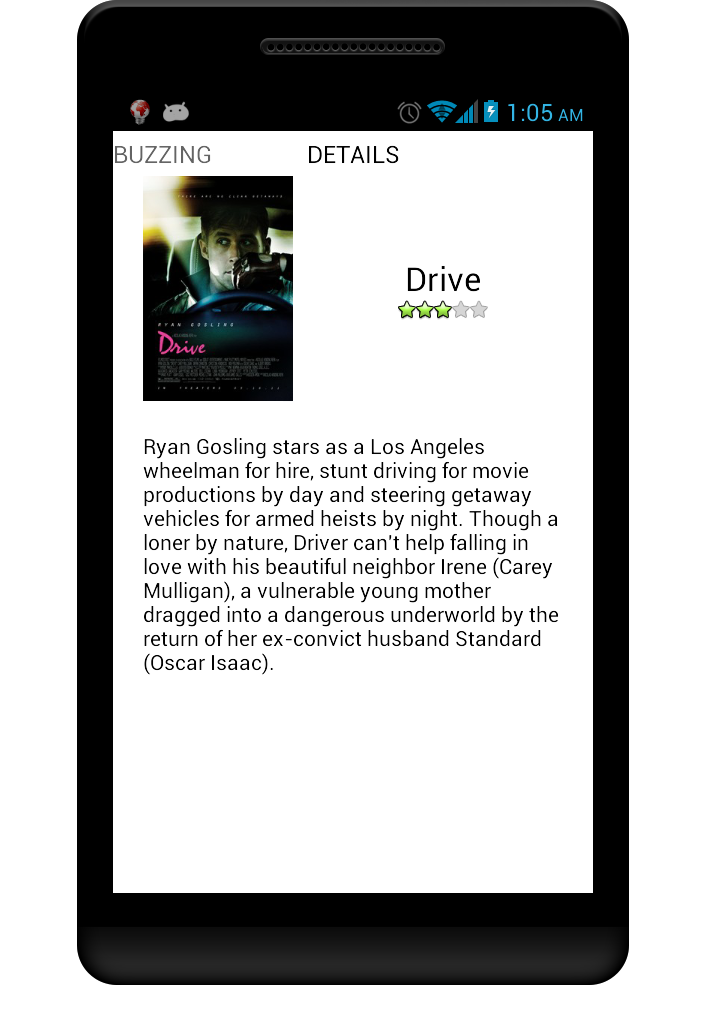 1:05 AM
BUZZING
DETAILS
RYAN GOSLING
Drive
Drive
Ryan Gosling stars as a Los Angeles
wheelman for hire, stunt driving for movie
productions by day and steering getaway
vehicles for armed heists by night. Though a
loner by nature, Driver can't help falling in
love with his beautiful neighbor Irene (Carey
Mulligan), a vulnerable young mother
dragged into a dangerous underworld by the
return of her ex-convict husband Standard
(Oscar Isaac).